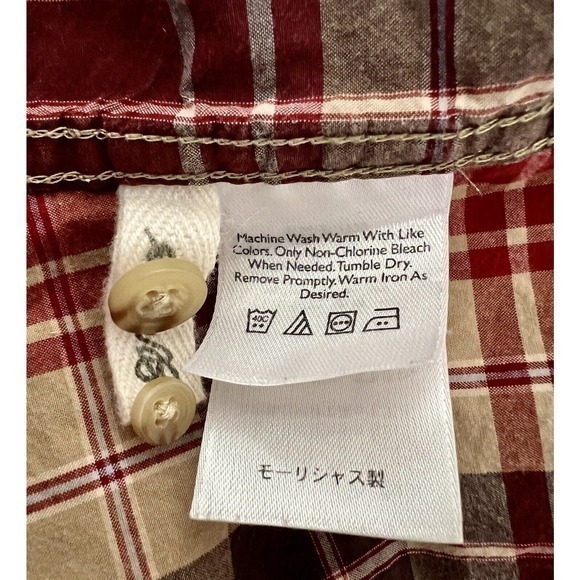 Machine Wash Warm With Like
Colors. Only Non-Chlorine Bleach
When Needed. Tumble Dry.
Remove Promptly. Warm Iron As
Desired.
40C
モーリシャス製